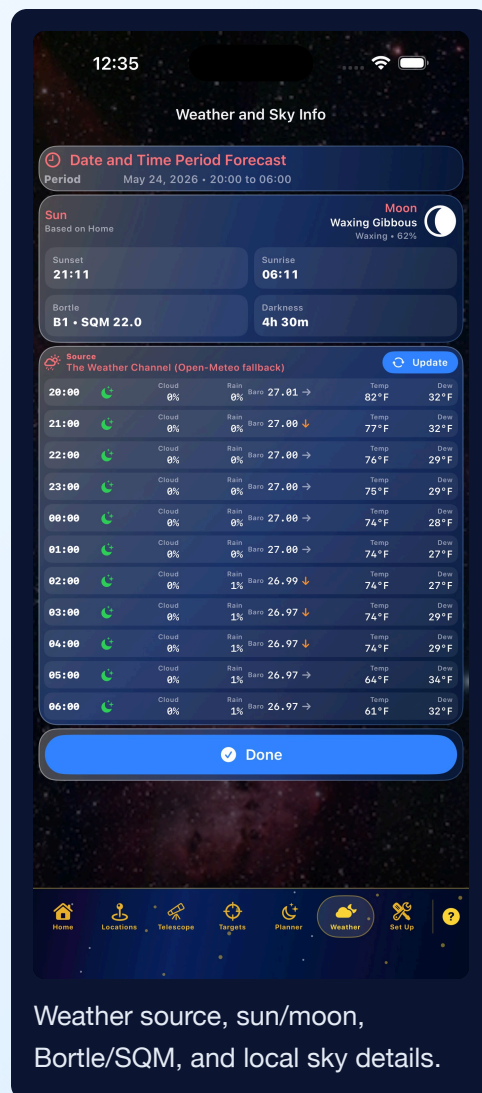 12:35
Weather and Sky Info
Date and Time Period Forecast
Period May 24, 2026 • 20:00 to 06:00
Sun
Based on Home
Moon
Waxing Gibbous
Waxing • 62%
Sunset
21:11
Sunrise
06:11
Bortle
B1 • SQM 22.0
Darkness
4h 30m
Source
The Weather Channel (Open-Meteo fallback)
Update
20:00 Cloud 0% Rain 0% Baro 27.01 → Temp 82°F Dew 32°F
21:00 Cloud 0% Rain 0% Baro 27.00 ↓ Temp 77°F Dew 32°F
22:00 Cloud 0% Rain 0% Baro 27.00 → Temp 76°F Dew 29°F
23:00 Cloud 0% Rain 0% Baro 27.00 → Temp 75°F Dew 29°F
00:00 Cloud 0% Rain 0% Baro 27.00 → Temp 74°F Dew 28°F
01:00 Cloud 0% Rain 0% Baro 27.00 → Temp 74°F Dew 27°F
02:00 Cloud 0% Rain 1% Baro 26.99 ↓ Temp 74°F Dew 27°F
03:00 Cloud 0% Rain 1% Baro 26.97 ↓ Temp 74°F Dew 29°F
04:00 Cloud 0% Rain 1% Baro 26.97 ↓ Temp 74°F Dew 29°F
05:00 Cloud 0% Rain 1% Baro 26.97 → Temp 64°F Dew 34°F
06:00 Cloud 0% Rain 1% Baro 26.97 → Temp 61°F Dew 32°F
Done
Home Locations Telescope Targets Planner Weather Set Up ?
Weather source, sun/moon,
Bortle/SQM, and local sky details.